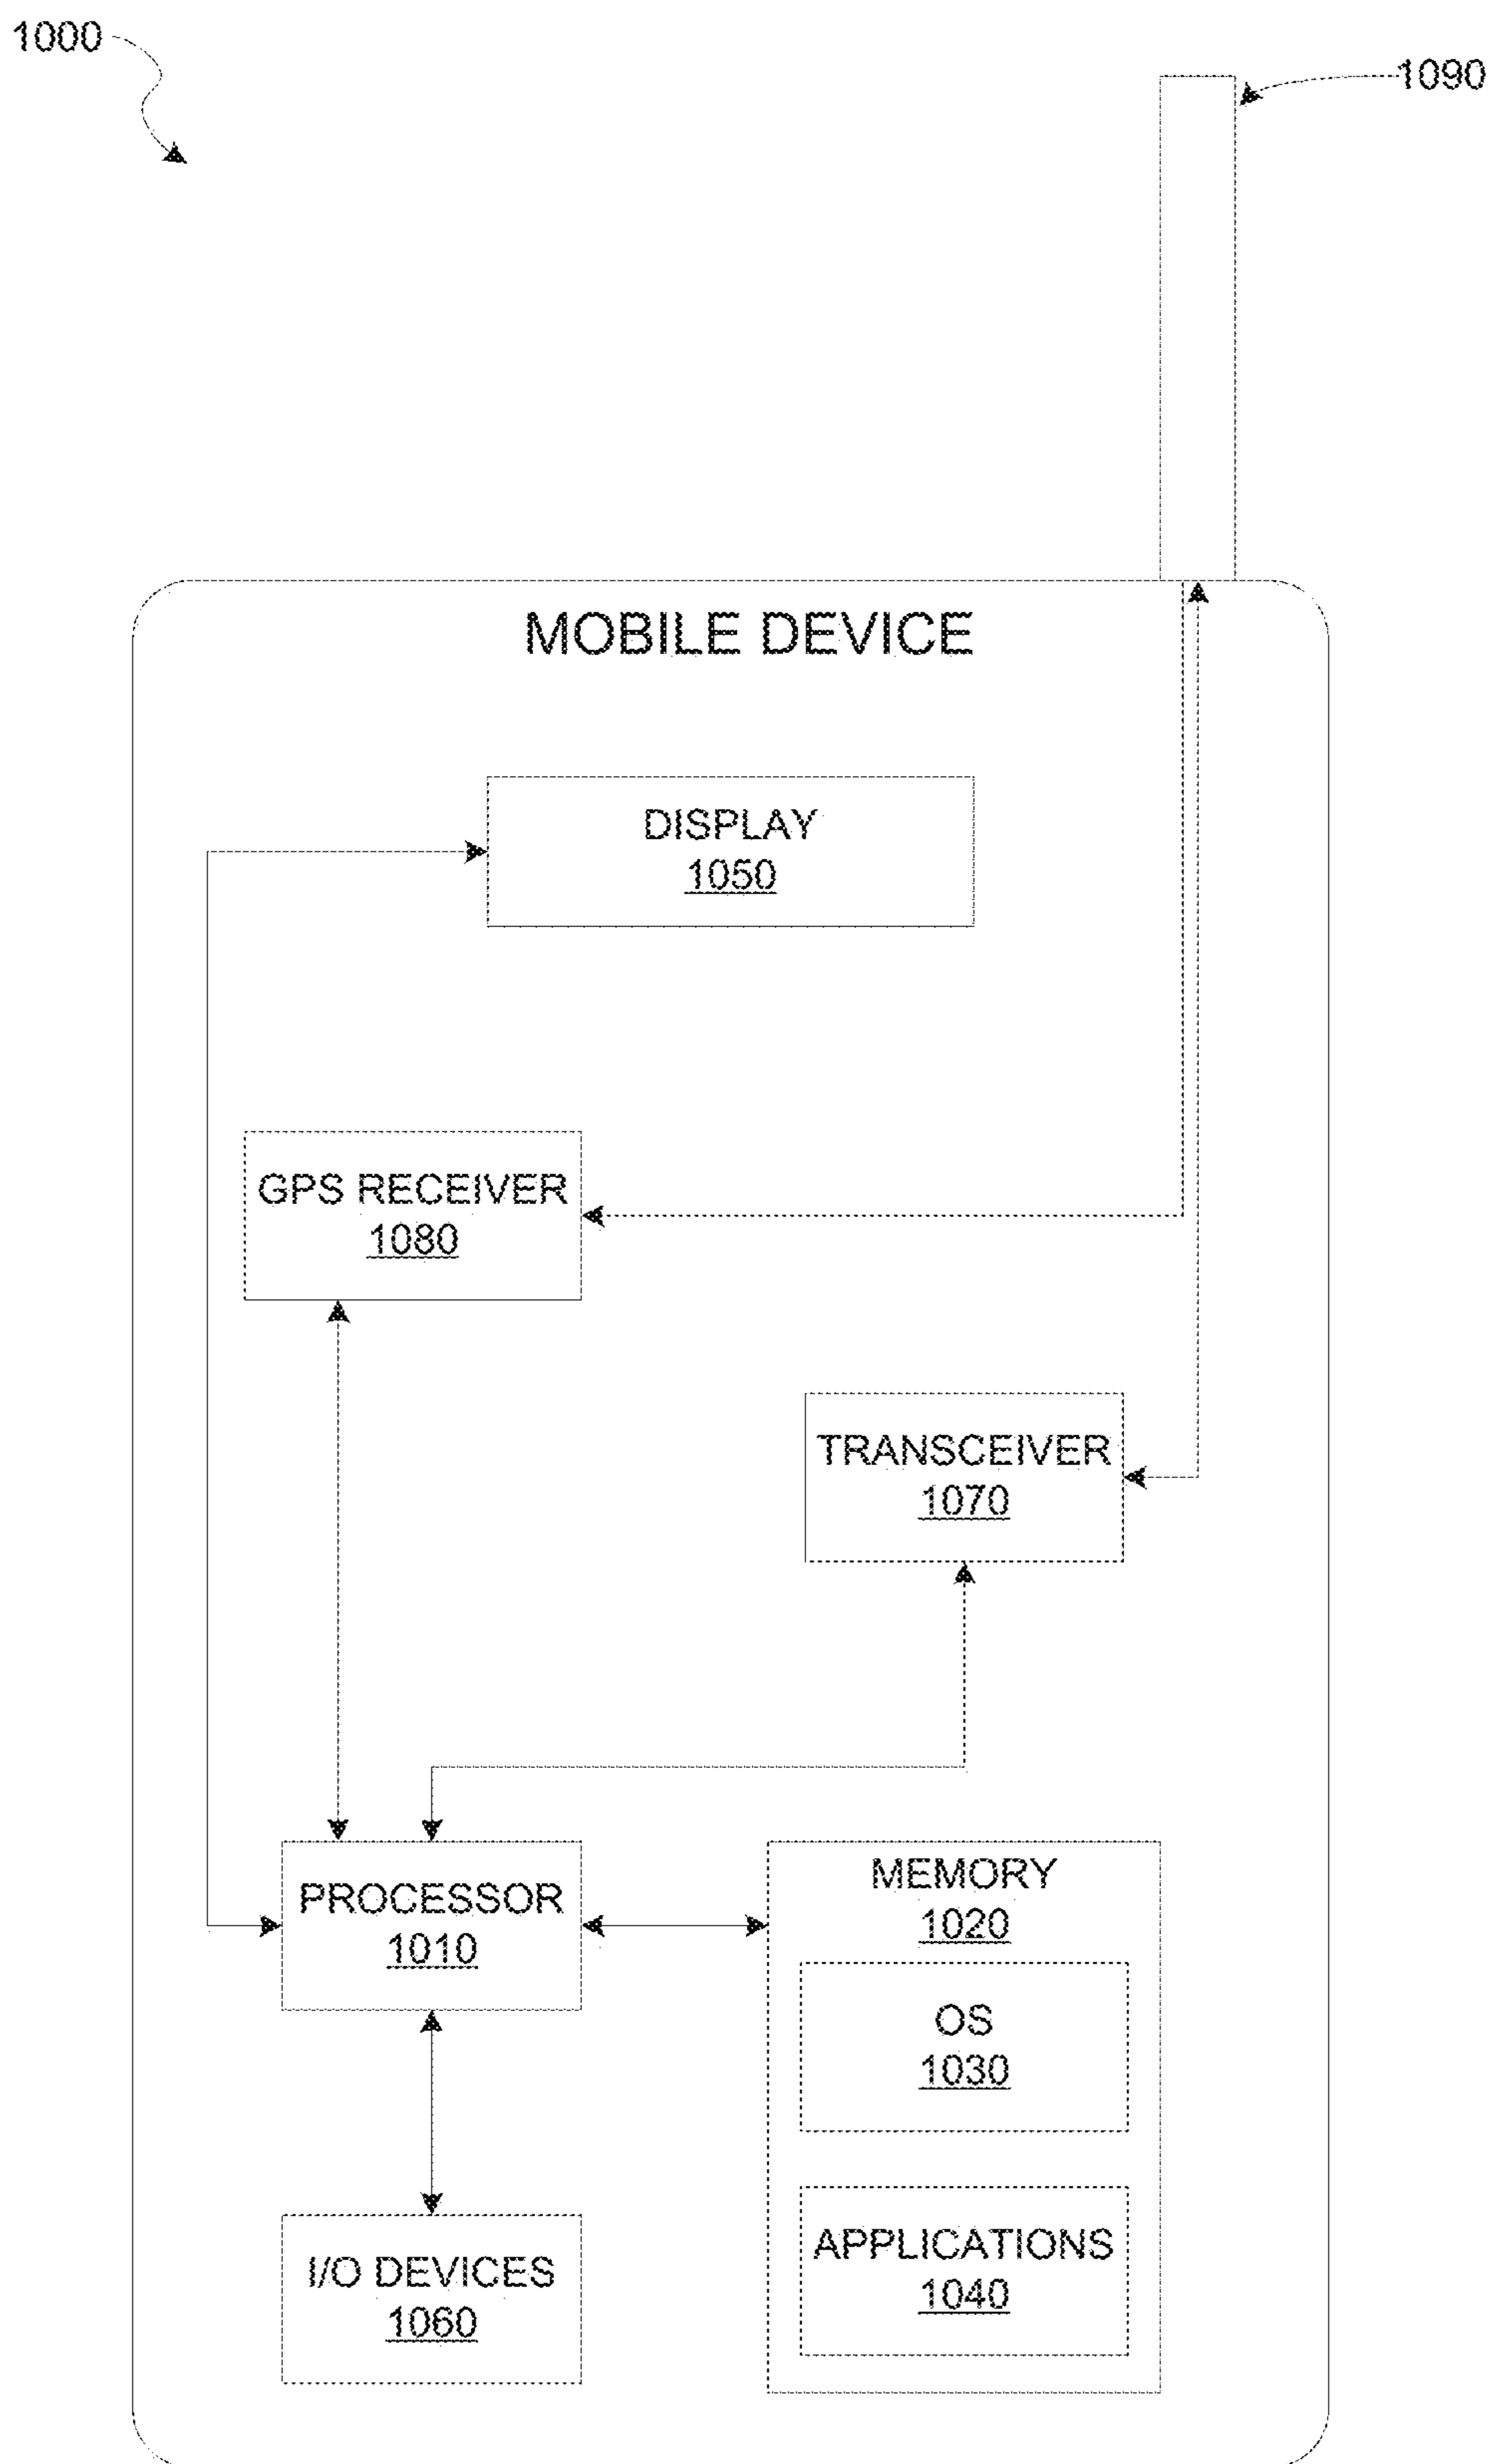 1000
1090
MOBILE DEVICE
DISPLAY
1050
GPS RECEIVER
1080
TRANSCEIVER
1070
PROCESSOR
1010
MEMORY
1020
OS
1030
APPLICATIONS
1040
I/O DEVICES
1060